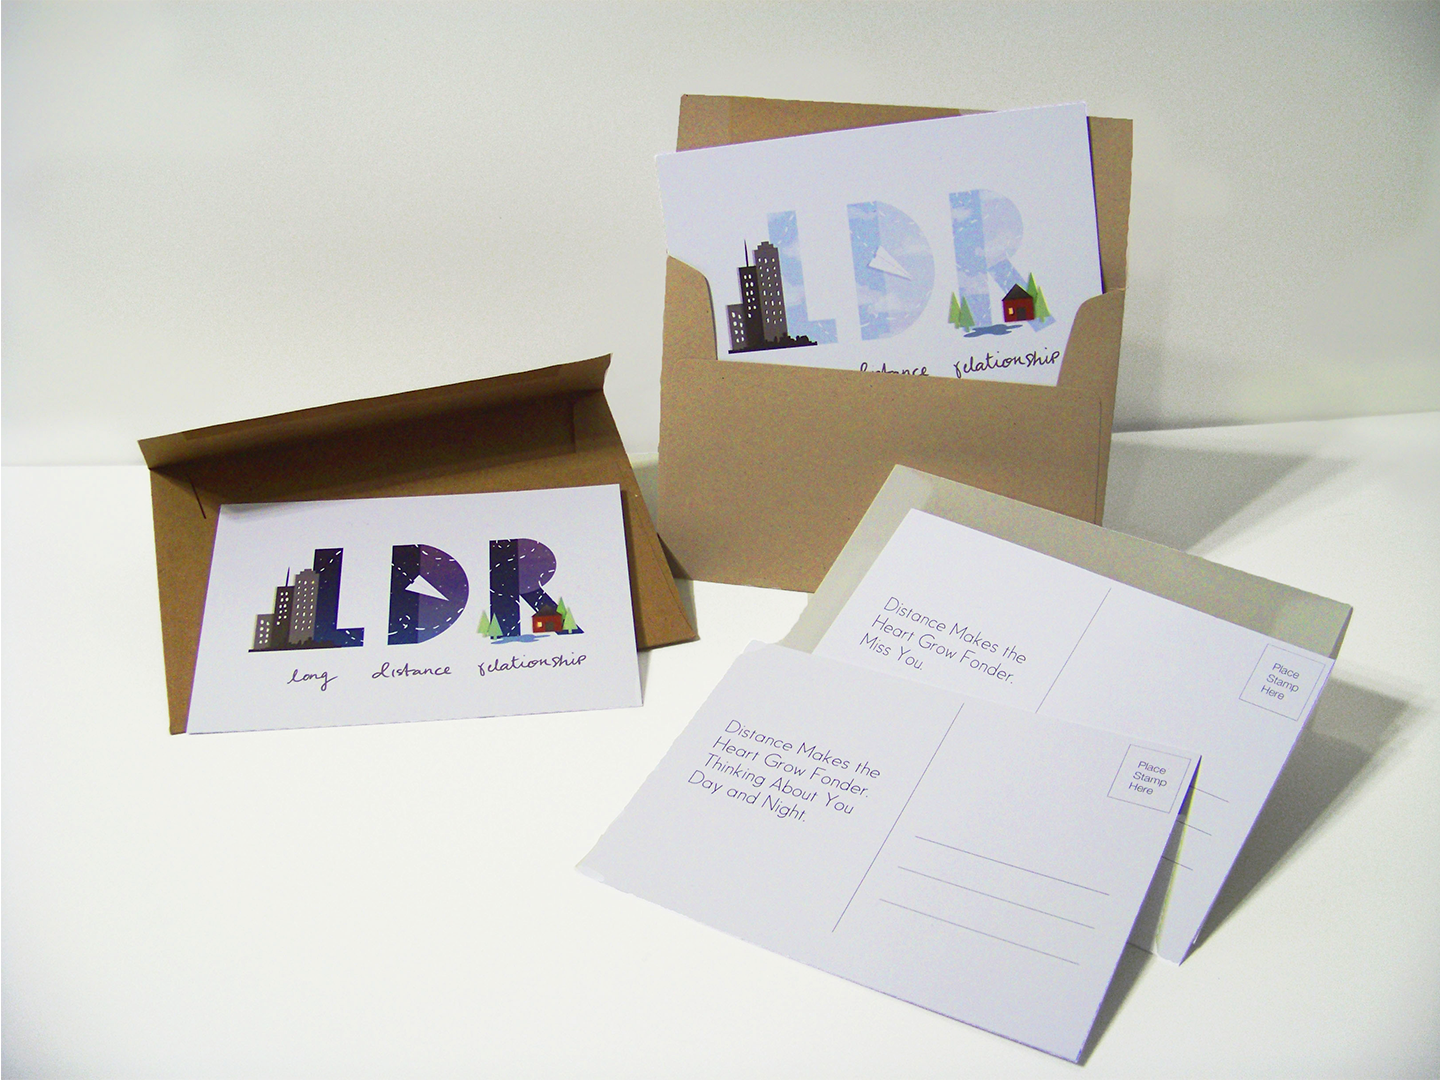 LDR
distance relationship
LDR
long distance relationship
Distance Makes the
Heart Grow Fonder.
Miss You.
Place
Stamp
Here
Distance Makes the
Heart Grow Fonder.
Thinking About You
Day and Night.
Place
Stamp
Here